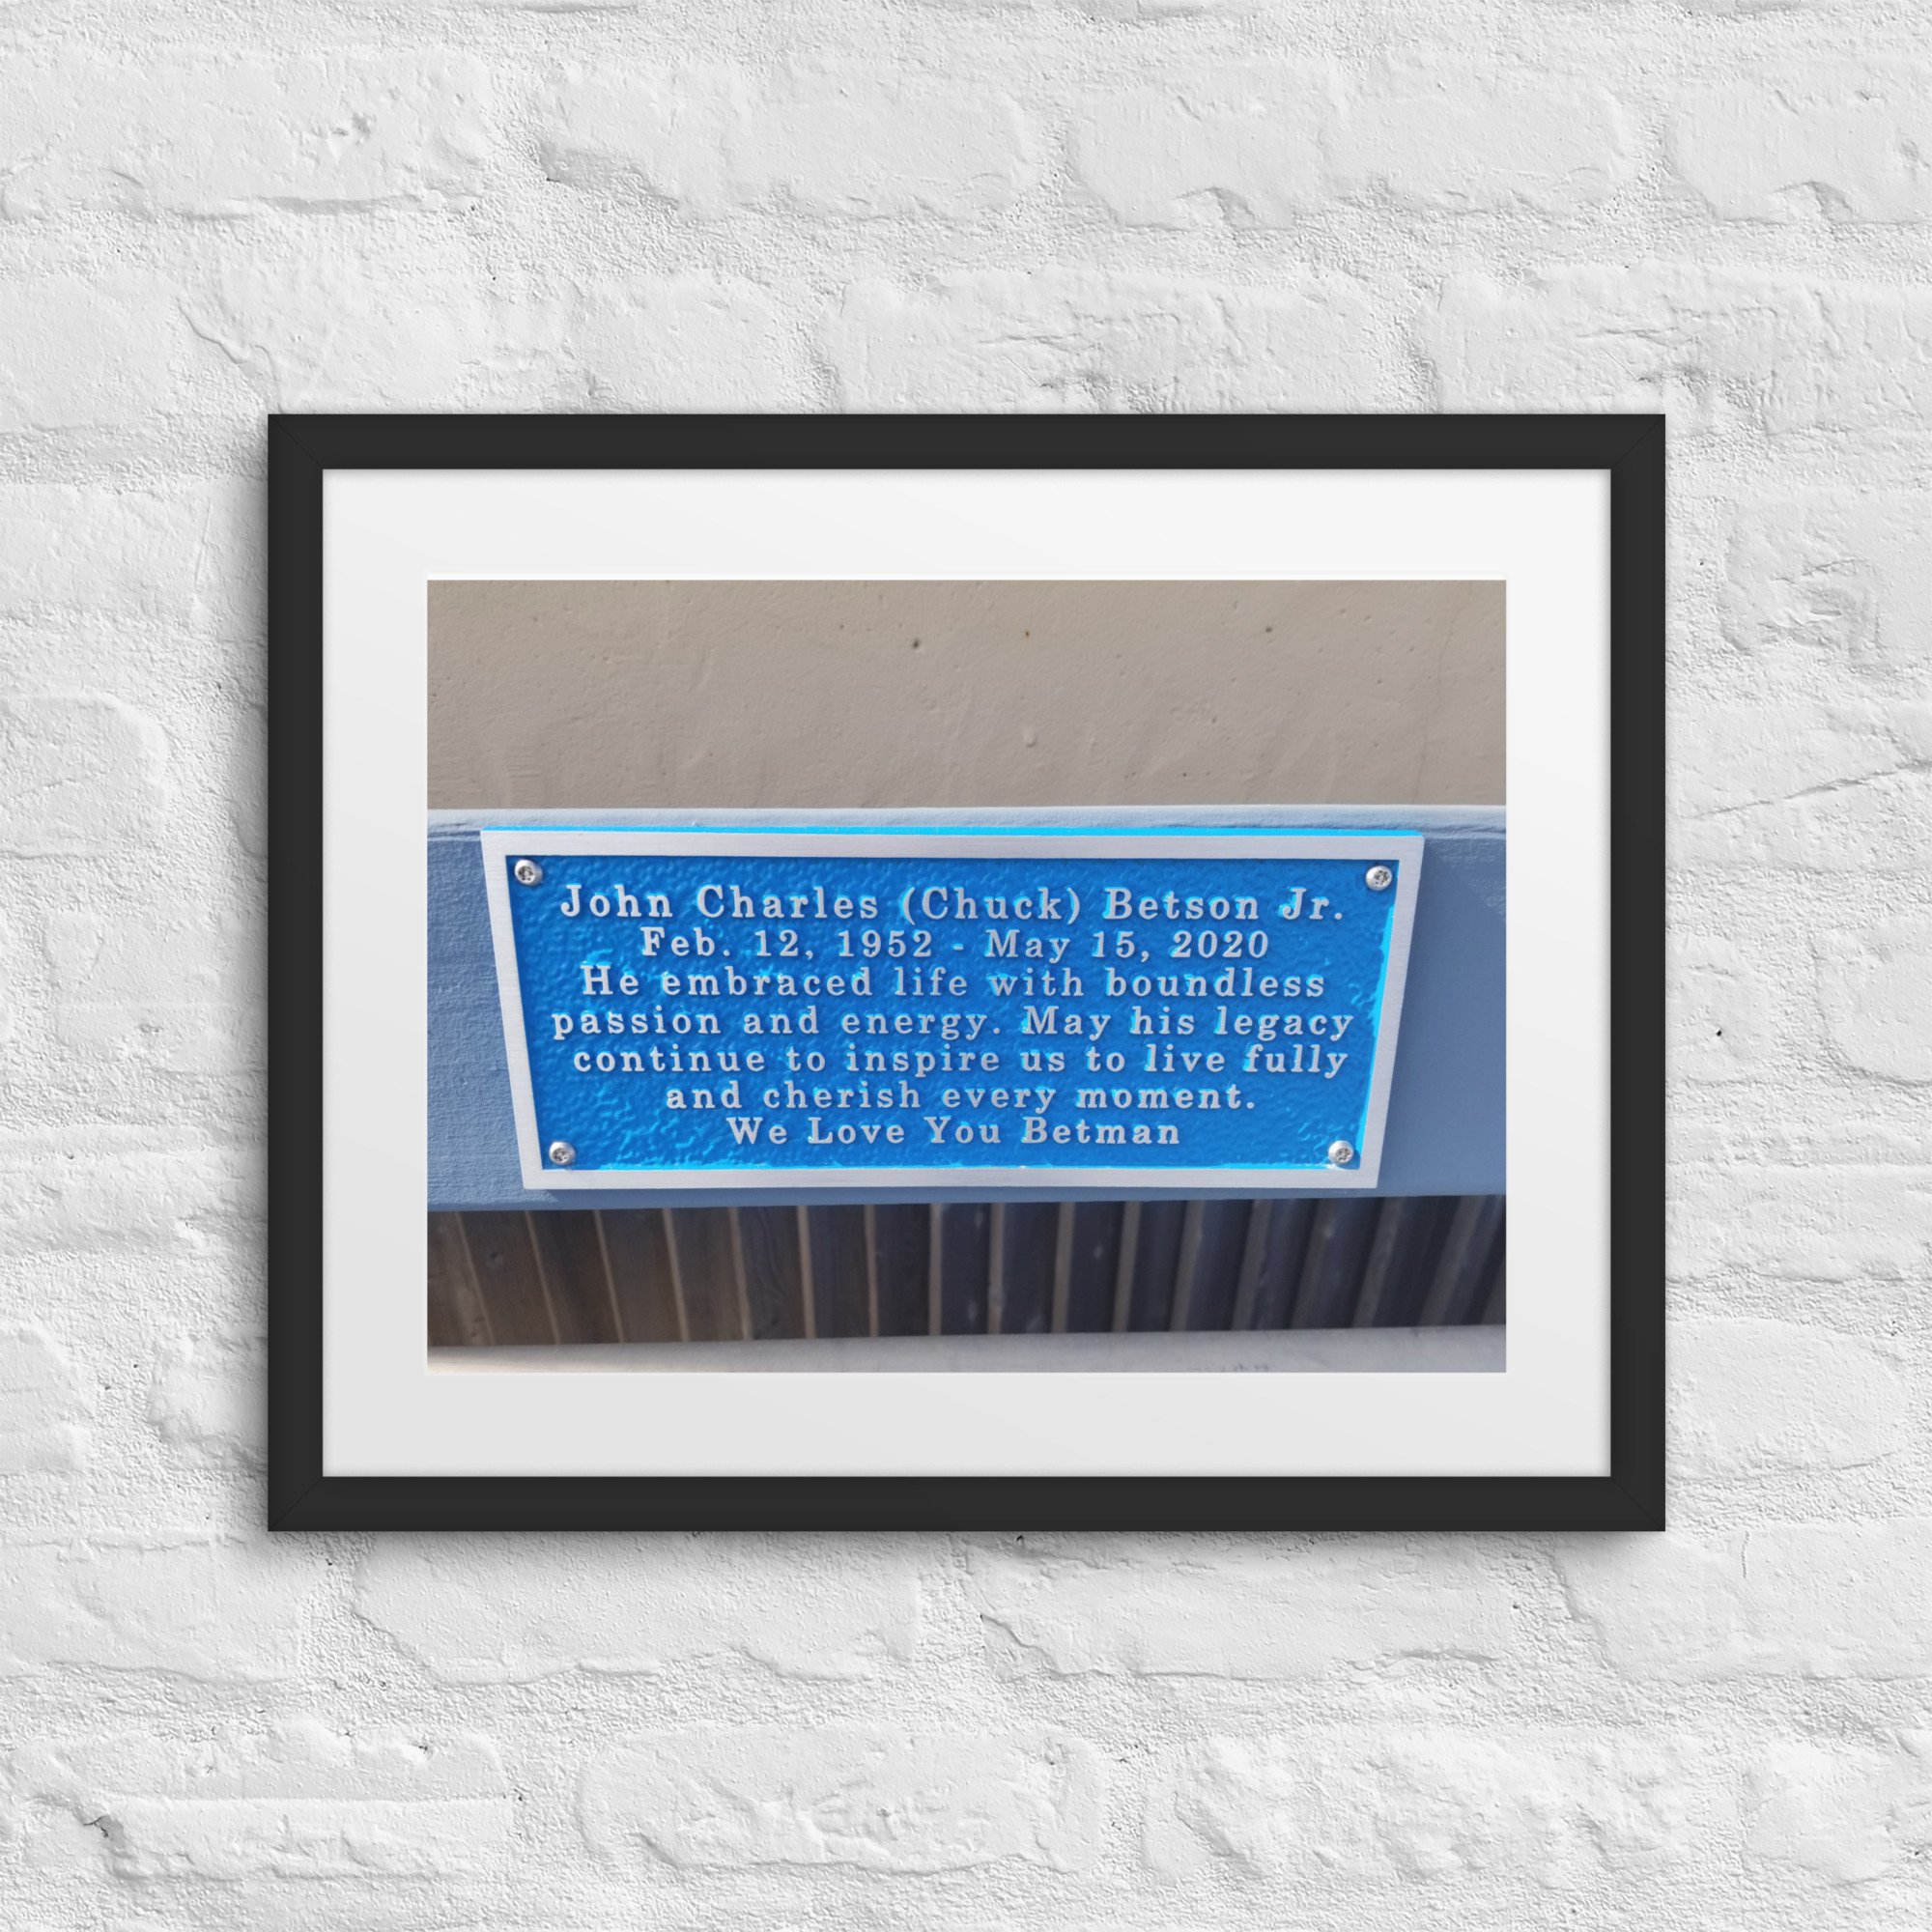 John Charles (Chuck) Betson Jr.
Feb. 12, 1952 - May 15, 2020
He embraced life with boundless
passion and energy. May his legacy
continue to inspire us to live fully
and cherish every moment.
We Love You Betman